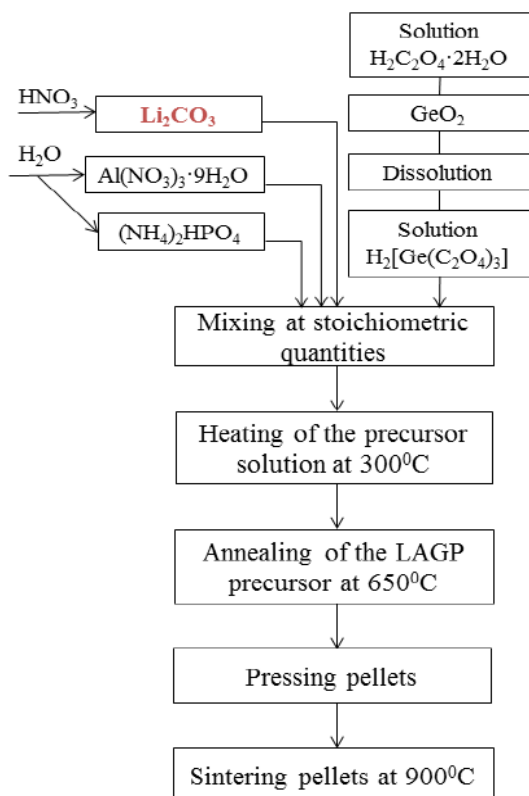 Solution
H₂C₂O₄·2H₂O
HNO₃
Li₂CO₃
GeO₂
H₂O
Al(NO₃)₃·9H₂O
Dissolution
(NH₄)₂HPO₄
Solution
H₂[Ge(C₂O₄)₃]
Mixing at stoichiometric
quantities
Heating of the precursor
solution at 300⁰C
Annealing of the LAGP
precursor at 650⁰C
Pressing pellets
Sintering pellets at 900⁰C